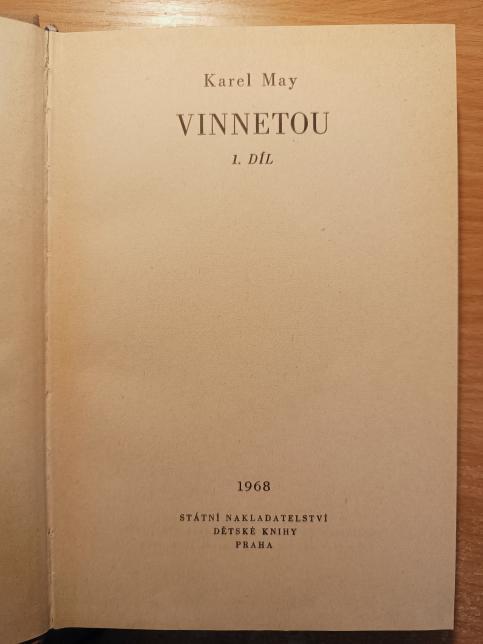 Karel May
VINNETOU
1. DÍL
1968
STÁTNÍ NAKLADATELSTVÍ
DĚTSKÉ KNIHY
PRAHA